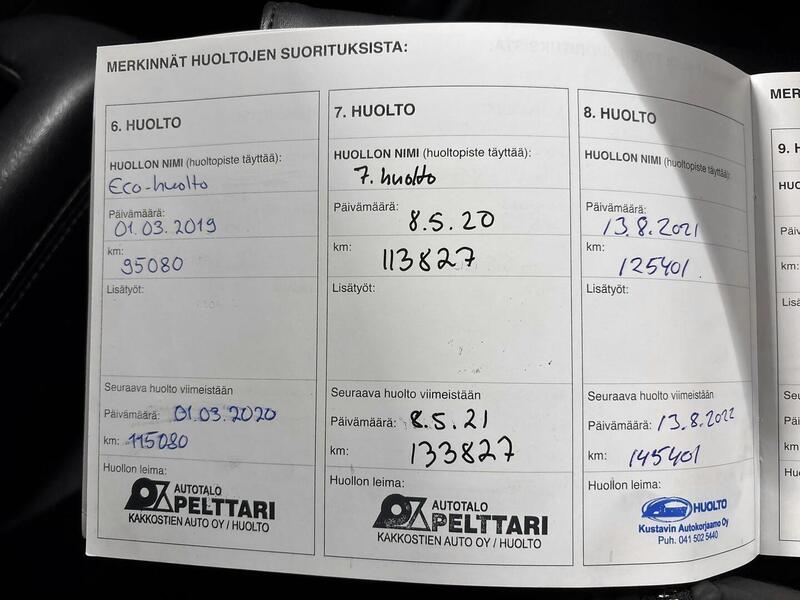 MERKINNÄT HUOLTOJEN SUORITUKSISTA:
6. HUOLTO
HUOLLON NIMI (huoltopiste täyttää):
Eco-huolto
Päivämäärä:
01.03.2019
km:
95080
Lisätyöt:
Seuraava huolto viimeistään
Päivämäärä: 01.03.2020
km: 115080
Huollon leima:
AUTOTALO
PELTTARI
KAKKOSTIEN AUTO OY / HUOLTO
7. HUOLTO
HUOLLON NIMI (huoltopiste täyttää):
7. huolto
Päivämäärä:
8.5.20
km:
113827
Lisätyöt:
Seuraava huolto viimeistään
Päivämäärä: 8.5.21
km: 133827
Huollon leima:
AUTOTALO
PELTTARI
KAKKOSTIEN AUTO OY / HUOLTO
8. HUOLTO
HUOLLON NIMI (huoltopiste täyttää):
Päivämäärä:
13.8.2021
km:
125401
Lisätyöt:
Seuraava huolto viimeistään
Päivämäärä: 13.8.2022
km: 145401
Huollon leima:
HUOLTO
Kustavin Autokorjaamo Oy
Puh. 041 502 5440
MER
9. H
HUO
Päi
km:
Lisä